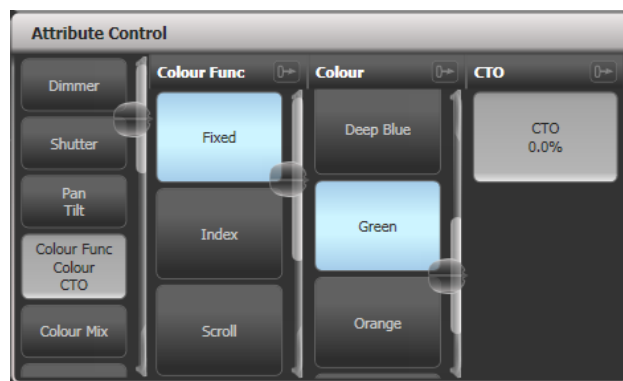 Attribute Control
Dimmer
Shutter
Pan
Tilt
Colour Func
Colour
CTO
Colour Mix
Colour Func
Fixed
Index
Scroll
Colour
Deep Blue
Green
Orange
CTO
CTO
0.0%